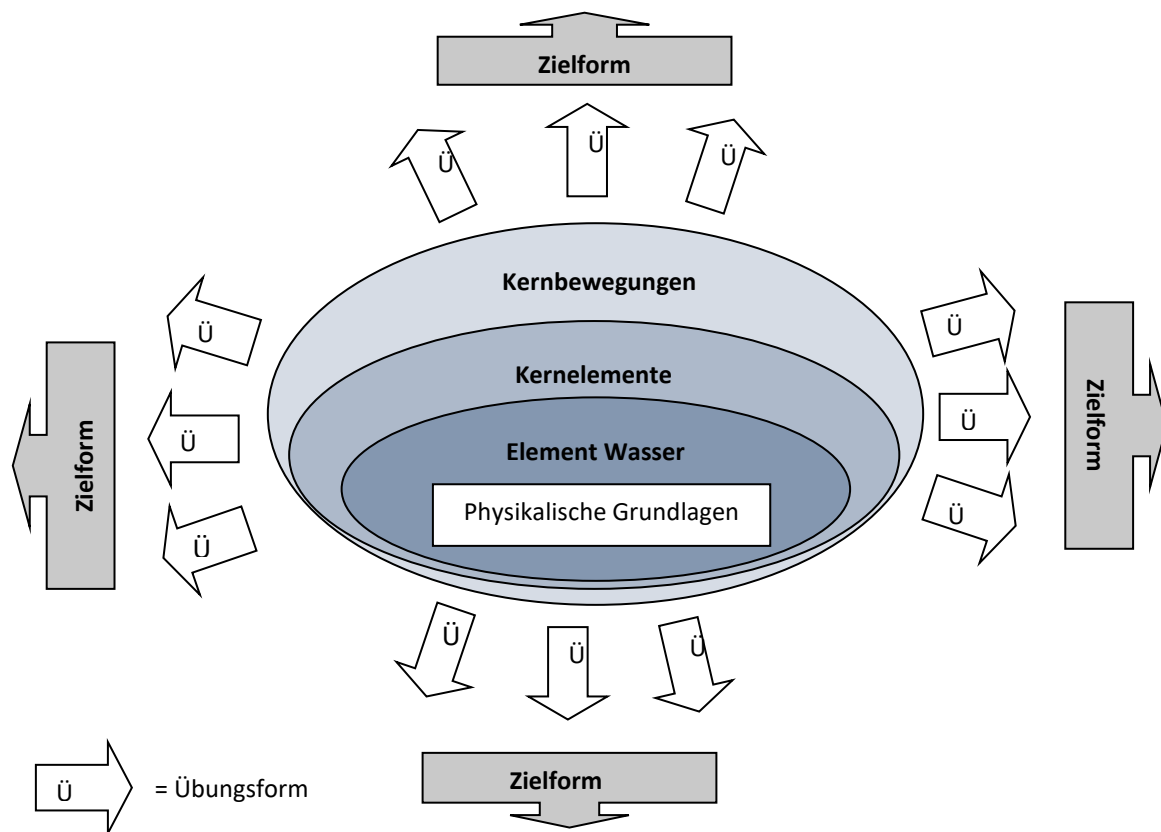 Zielform
Ü
Ü
Ü
Kernbewegungen
Ü
Ü
Kernelemente
Zielform
Zielform
Ü
Ü
Element Wasser
Physikalische Grundlagen
Ü
Ü
Ü
Ü
Ü
Zielform
Ü
= Übungsform